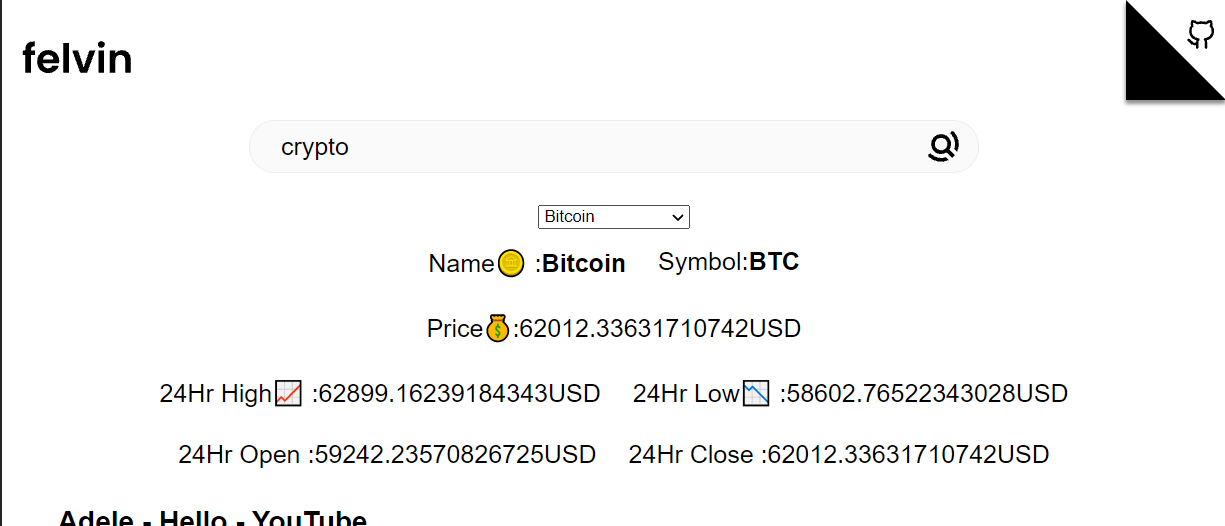 felvin
crypto
Bitcoin
Name🪙 :Bitcoin Symbol:BTC
Price💰:62012.33631710742USD
24Hr High📈 :62899.16239184343USD 24Hr Low📉 :58602.76522343028USD
24Hr Open :59242.23570826725USD 24Hr Close :62012.33631710742USD
Adele - Hello - YouTube